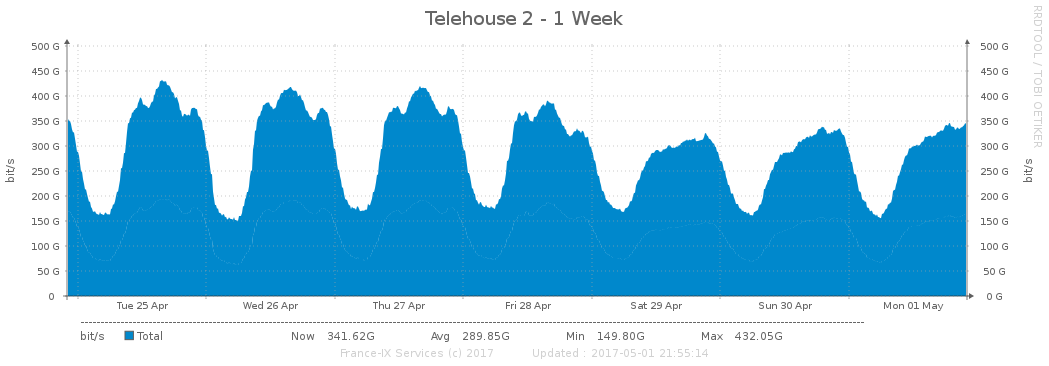 Telehouse 2 - 1 Week
RRDTOOL / TOBI OETIKER
500 G 500 G
450 G 450 G
400 G 400 G
350 G 350 G
300 G 300 G
250 G 250 G
200 G 200 G
150 G 150 G
100 G 100 G
50 G 50 G
0 0 G
bit/s bit/s
Tue 25 Apr Wed 26 Apr Thu 27 Apr Fri 28 Apr Sat 29 Apr Sun 30 Apr Mon 01 May
bit/s Total Now 341.62G Avg 289.85G Min 149.80G Max 432.05G
France-IX Services (c) 2017 Updated : 2017-05-01 21:55:14